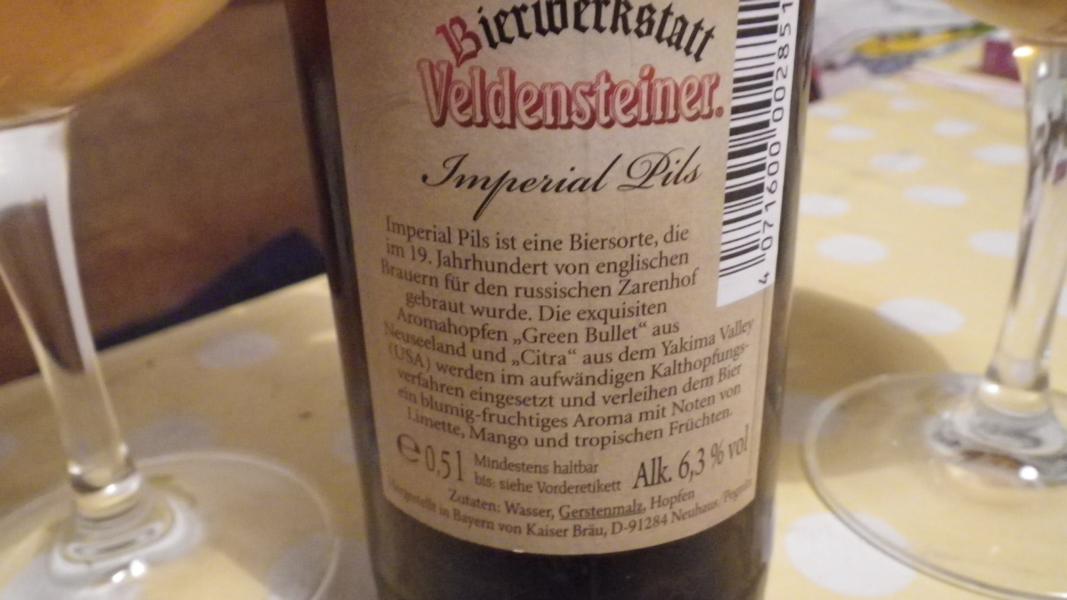 Bierwerkstatt
Veldensteiner.
Imperial Pils
Imperial Pils ist eine Biersorte, die
im 19. Jahrhundert von englischen
Brauern für den russischen Zarenhof
gebraut wurde. Die exquisiten
Aromahopfen „Green Bullet“ aus
Neuseeland und „Citra“ aus dem Yakima Valley
(USA) werden im aufwändigen Kalthopfungs-
verfahren eingesetzt und verleihen dem Bier
ein blumig-fruchtiges Aroma mit Noten von
Limette, Mango und tropischen Früchten.
℮ 0,5 l
Mindestens haltbar
bis: siehe Vorderetikett
Alk. 6,3 % vol
Zutaten: Wasser, Gerstenmalz, Hopfen
Hergestellt in Bayern von Kaiser Bräu, D-91284 Neuhaus/Pegnitz
4 071600 002851